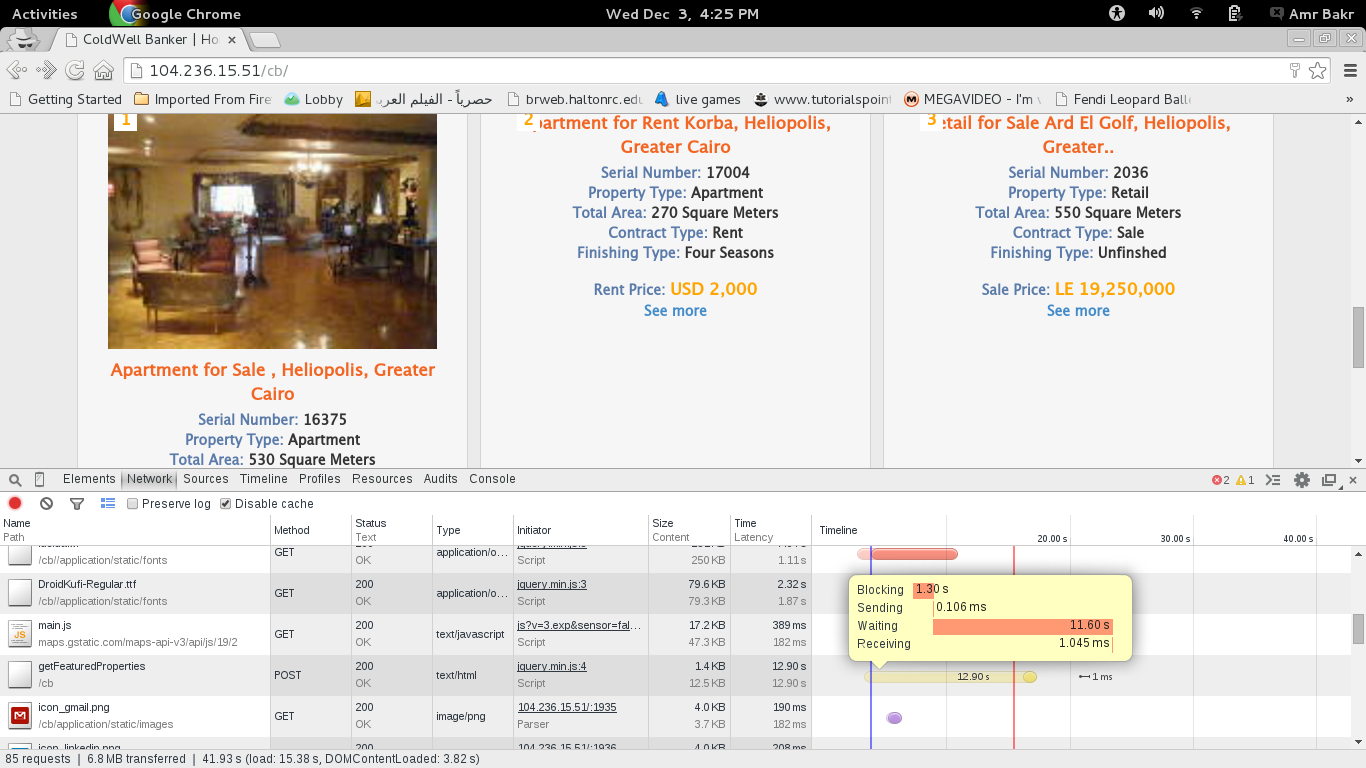 Activities Google Chrome Wed Dec 3, 4:25 PM Amr Bakr
ColdWell Banker | Ho
104.236.15.51/cb/
Getting Started Imported From Fire Lobby حصرياً - الفيلم العرب brweb.haltonrc.edu live games www.tutorialspoint MEGAVIDEO - I'm Fendi Leopard Balle »
1
Apartment for Sale , Heliopolis, Greater
Cairo
Serial Number: 16375
Property Type: Apartment
Total Area: 530 Square Meters
2 partment for Rent Korba, Heliopolis,
Greater Cairo
Serial Number: 17004
Property Type: Apartment
Total Area: 270 Square Meters
Contract Type: Rent
Finishing Type: Four Seasons
Rent Price: USD 2,000
See more
3 etail for Sale Ard El Golf, Heliopolis,
Greater..
Serial Number: 2036
Property Type: Retail
Total Area: 550 Square Meters
Contract Type: Sale
Finishing Type: Unfinshed
Sale Price: LE 19,250,000
See more
Elements Network Sources Timeline Profiles Resources Audits Console 2 1
Preserve log Disable cache
Name Method Status Type Initiator Size Time Timeline
Path Text Content Latency 20.00 s 30.00 s 40.00 s
GET application/o...
/cb//application/static/fonts OK Script 250 KB 1.11 s
DroidKufi-Regular.ttf GET 200 application/o... jquery.min.js:3 79.6 KB 2.32 s
/cb//application/static/fonts OK Script 79.3 KB 1.87 s
main.js GET 200 text/javascript js?v=3.exp&sensor=fal... 17.2 KB 389 ms
maps.gstatic.com/maps-api-v3/api/js/19/2 OK Script 47.3 KB 182 ms
getFeaturedProperties POST 200 text/html jquery.min.js:4 1.4 KB 12.90 s 12.90 s 1 ms
/cb OK Script 12.5 KB 12.90 s
icon_gmail.png GET 200 image/png 104.236.15.51/:1935 4.0 KB 190 ms
/cb/application/static/images OK Parser 3.7 KB 182 ms
icon_linkedin.png 200 104.236.15.51/:1936 4.0 KB 208 ms
Blocking 1.30 s
Sending 0.106 ms
Waiting 11.60 s
Receiving 1.045 ms
85 requests | 6.8 MB transferred | 41.93 s (load: 15.38 s, DOMContentLoaded: 3.82 s)